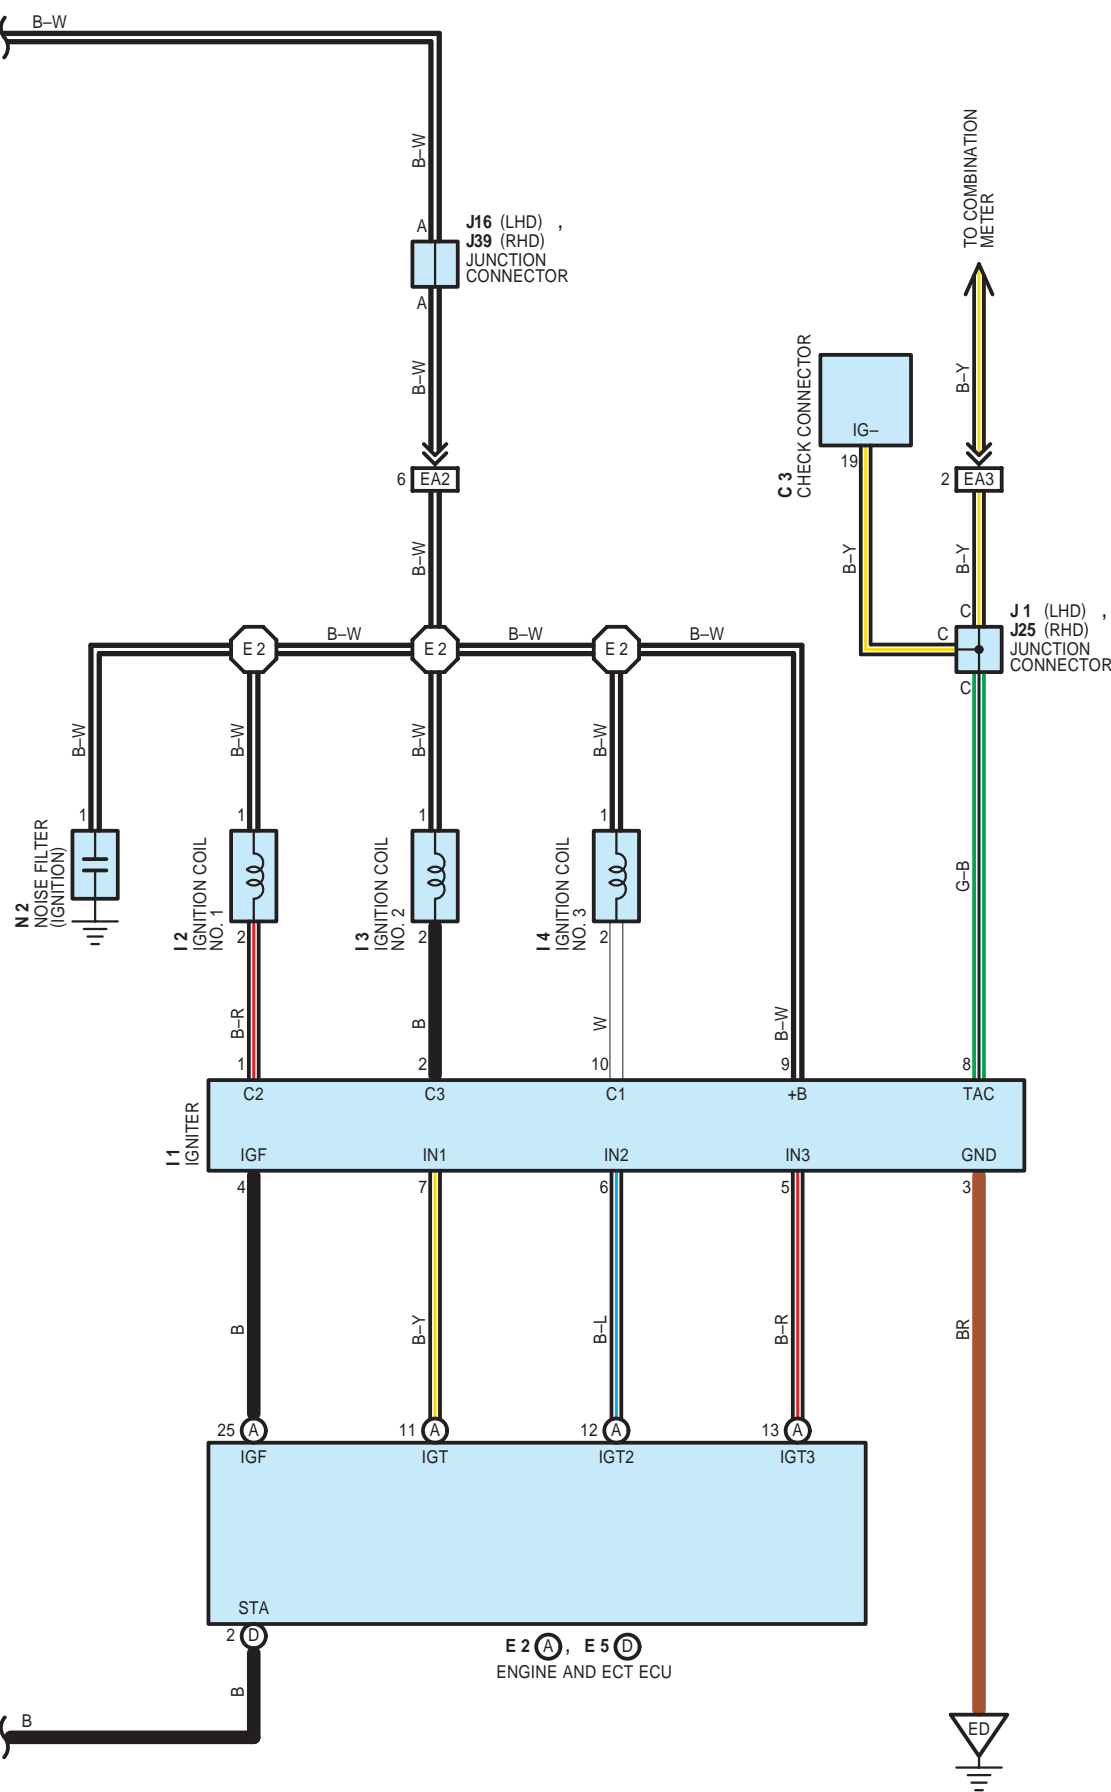 B–W
B–W
A
J16 (LHD) ,
J39 (RHD)
JUNCTION
CONNECTOR
A
B–W
6 EA2
B–W
TO COMBINATION
METER
B–Y
C 3
CHECK CONNECTOR
IG–
19
2 EA3
B–Y
B–Y
C
C
J 1 (LHD) ,
J25 (RHD)
JUNCTION
CONNECTOR
C
E 2
B–W
E 2
B–W
E 2
B–W
B–W
B–W
B–W
B–W
G–B
1
1
1
1
N 2
NOISE FILTER
(IGNITION)
I 2
IGNITION COIL
NO. 1
I 3
IGNITION COIL
NO. 2
I 4
IGNITION COIL
NO. 3
2
2
2
B–R
B
W
B–W
1
2
10
9
8
C2
C3
C1
+B
TAC
I 1
IGNITER
IGF
IN1
IN2
IN3
GND
4
7
6
5
3
B
B–Y
B–L
B–R
BR
25 A
11 A
12 A
13 A
IGF
IGT
IGT2
IGT3
STA
2 D
E 2 A , E 5 D
ENGINE AND ECT ECU
B
B
ED